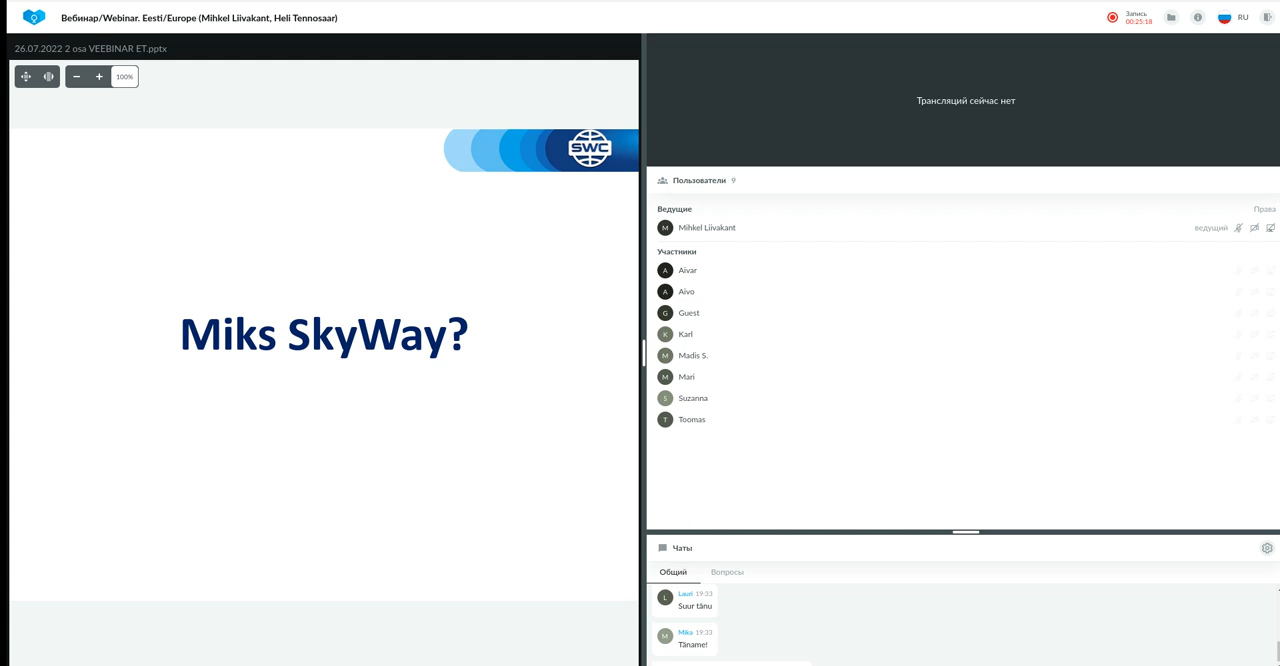 Вебинар/Webinar. Eesti/Europe (Mihkel Liivakant, Heli Tennosaar)
Запись
00:25:18
RU
26.07.2022 2 osa VEEBINAR ET.pptx
100%
SWC
Miks SkyWay?
Трансляций сейчас нет
Пользователи 9
Ведущие Права
M Mihkel Liivakant ведущий
Участники
A Aivar
A Aivo
G Guest
K Karl
M Madis S.
M Mari
S Suzanna
T Toomas
Чаты
Общий Вопросы
L Lauri 19:33
Suur tänu
M Mika 19:33
Täname!